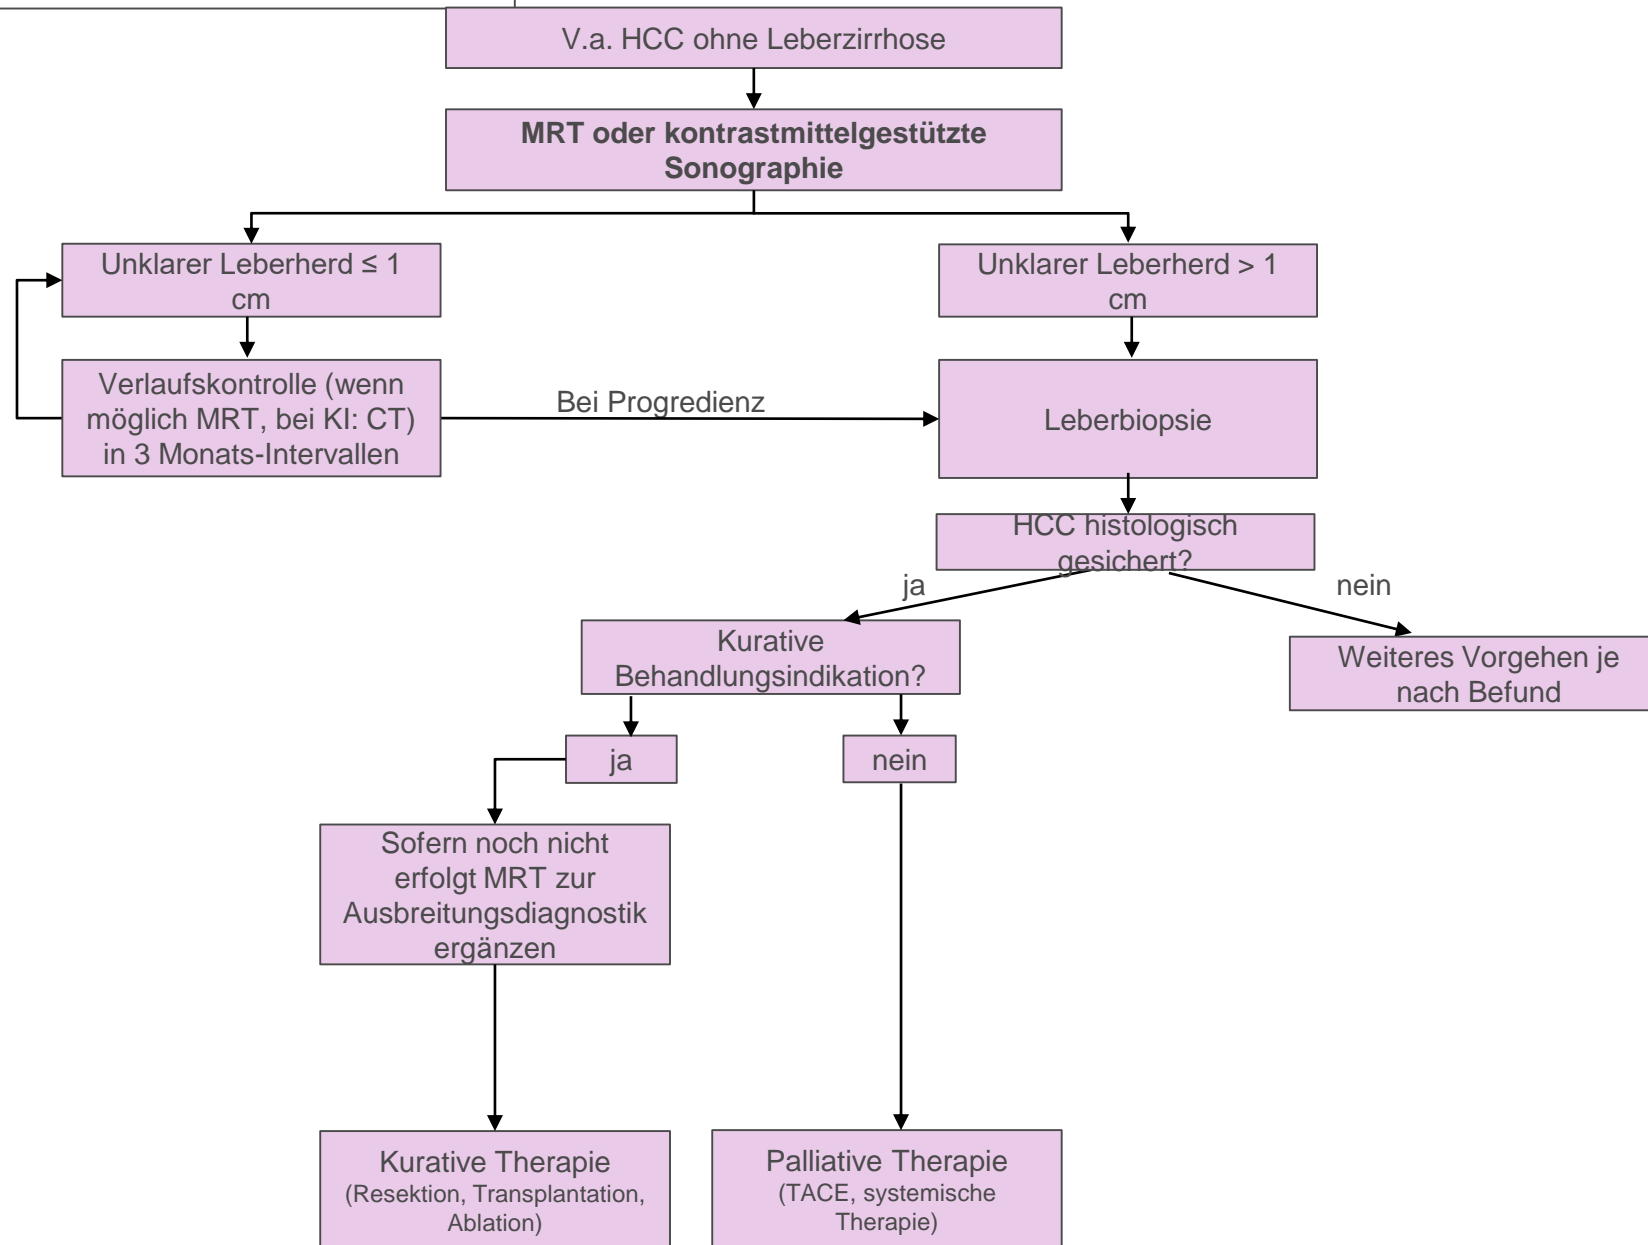 V.a. HCC ohne Leberzirrhose
MRT oder kontrastmittelgestützte
Sonographie
Unklarer Leberherd ≤ 1
cm
Unklarer Leberherd > 1
cm
Verlaufskontrolle (wenn
möglich MRT, bei KI: CT)
in 3 Monats-Intervallen
Bei Progredienz
Leberbiopsie
HCC histologisch
gesichert?
ja
nein
Kurative
Behandlungsindikation?
Weiteres Vorgehen je
nach Befund
ja
nein
Sofern noch nicht
erfolgt MRT zur
Ausbreitungsdiagnostik
ergänzen
Kurative Therapie
(Resektion, Transplantation,
Ablation)
Palliative Therapie
(TACE, systemische
Therapie)